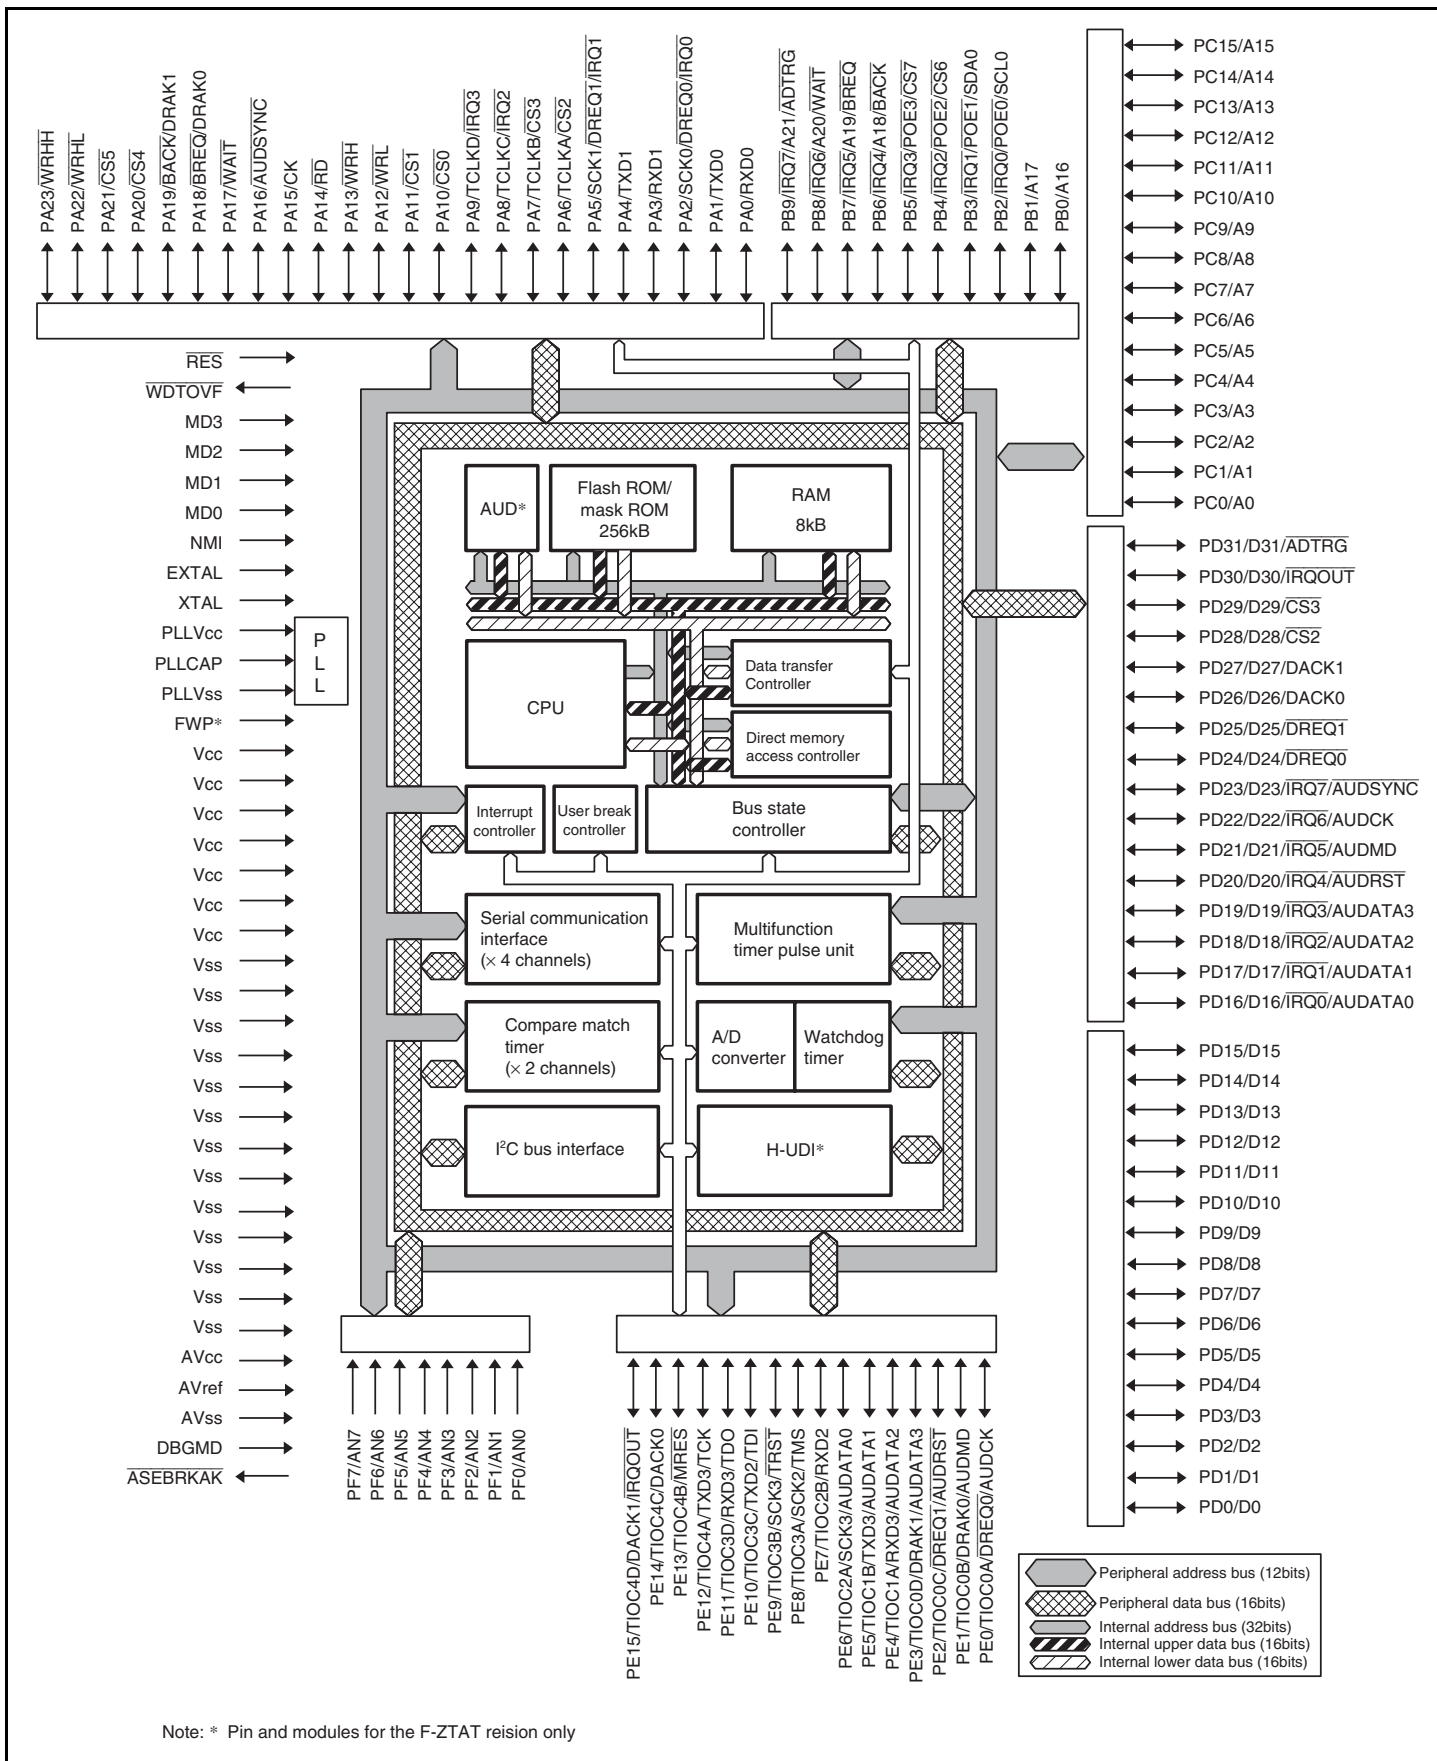 PA23/WRHH
PA22/WRHL
PA21/CS5
PA20/CS4
PA19/BACK/DRAK1
PA18/BREQ/DRAK0
PA17/WAIT
PA16/AUDSYNC
PA15/CK
PA14/RD
PA13/WRH
PA12/WRL
PA11/CS1
PA10/CS0
PA9/TCLKD/IRQ3
PA8/TCLKC/IRQ2
PA7/TCLKB/CS3
PA6/TCLKA/CS2
PA5/SCK1/DREQ1/IRQ1
PA4/TXD1
PA3/RXD1
PA2/SCK0/DREQ0/IRQ0
PA1/TXD0
PA0/RXD0
PB9/IRQ7/A21/ADTRG
PB8/IRQ6/A20/WAIT
PB7/IRQ5/A19/BREQ
PB6/IRQ4/A18/BACK
PB5/IRQ3/POE3/CS7
PB4/IRQ2/POE2/CS6
PB3/IRQ1/POE1/SDA0
PB2/IRQ0/POE0/SCL0
PB1/A17
PB0/A16
PC15/A15
PC14/A14
PC13/A13
PC12/A12
PC11/A11
PC10/A10
PC9/A9
PC8/A8
PC7/A7
PC6/A6
PC5/A5
PC4/A4
PC3/A3
PC2/A2
PC1/A1
PC0/A0
RES
WDTOVF
MD3
MD2
MD1
MD0
NMI
EXTAL
XTAL
PLLVcc
PLLCAP
PLLVss
FWP*
Vcc
Vcc
Vcc
Vcc
Vcc
Vcc
Vcc
Vss
Vss
Vss
Vss
Vss
Vss
Vss
Vss
Vss
Vss
Vss
Vss
Vss
AVcc
AVref
AVss
DBGMD
ASEBRKAK
P
L
L
AUD*
Flash ROM/
mask ROM
256kB
RAM
8kB
CPU
Data transfer
Controller
Direct memory
access controller
Interrupt
controller
User break
controller
Bus state
controller
Serial communication
interface
(× 4 channels)
Multifunction
timer pulse unit
Compare match
timer
(× 2 channels)
A/D
converter
Watchdog
timer
I²C bus interface
H-UDI*
PD31/D31/ADTRG
PD30/D30/IRQOUT
PD29/D29/CS3
PD28/D28/CS2
PD27/D27/DACK1
PD26/D26/DACK0
PD25/D25/DREQ1
PD24/D24/DREQ0
PD23/D23/IRQ7/AUDSYNC
PD22/D22/IRQ6/AUDCK
PD21/D21/IRQ5/AUDMD
PD20/D20/IRQ4/AUDRST
PD19/D19/IRQ3/AUDATA3
PD18/D18/IRQ2/AUDATA2
PD17/D17/IRQ1/AUDATA1
PD16/D16/IRQ0/AUDATA0
PD15/D15
PD14/D14
PD13/D13
PD12/D12
PD11/D11
PD10/D10
PD9/D9
PD8/D8
PD7/D7
PD6/D6
PD5/D5
PD4/D4
PD3/D3
PD2/D2
PD1/D1
PD0/D0
PF7/AN7
PF6/AN6
PF5/AN5
PF4/AN4
PF3/AN3
PF2/AN2
PF1/AN1
PF0/AN0
PE15/TIOC4D/DACK1/IRQOUT
PE14/TIOC4C/DACK0
PE13/TIOC4B/MRES
PE12/TIOC4A/TXD3/TCK
PE11/TIOC3D/RXD3/TDO
PE10/TIOC3C/TXD2/TDI
PE9/TIOC3B/SCK3/TRST
PE8/TIOC3A/SCK2/TMS
PE7/TIOC2B/RXD2
PE6/TIOC2A/SCK3/AUDATA0
PE5/TIOC1B/TXD3/AUDATA1
PE4/TIOC1A/RXD3/AUDATA2
PE3/TIOC0D/DRAK1/AUDATA3
PE2/TIOC0C/DREQ1/AUDRST
PE1/TIOC0B/DRAK0/AUDMD
PE0/TIOC0A/DREQ0/AUDCK
Peripheral address bus (12bits)
Peripheral data bus (16bits)
Internal address bus (32bits)
Internal upper data bus (16bits)
Internal lower data bus (16bits)
Note: * Pin and modules for the F-ZTAT reision only